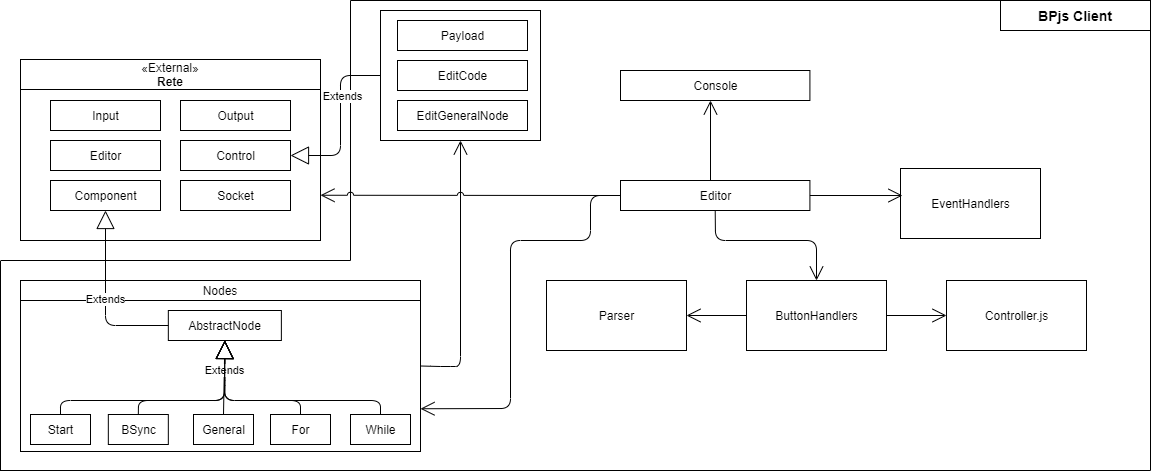 BPjs Client
Payload
EditCode
EditGeneralNode
«External»
Rete
Input
Output
Editor
Control
Component
Socket
Extends
Console
Editor
EventHandlers
Parser
ButtonHandlers
Controller.js
Nodes
Extends
AbstractNode
Extends
Start
BSync
General
For
While